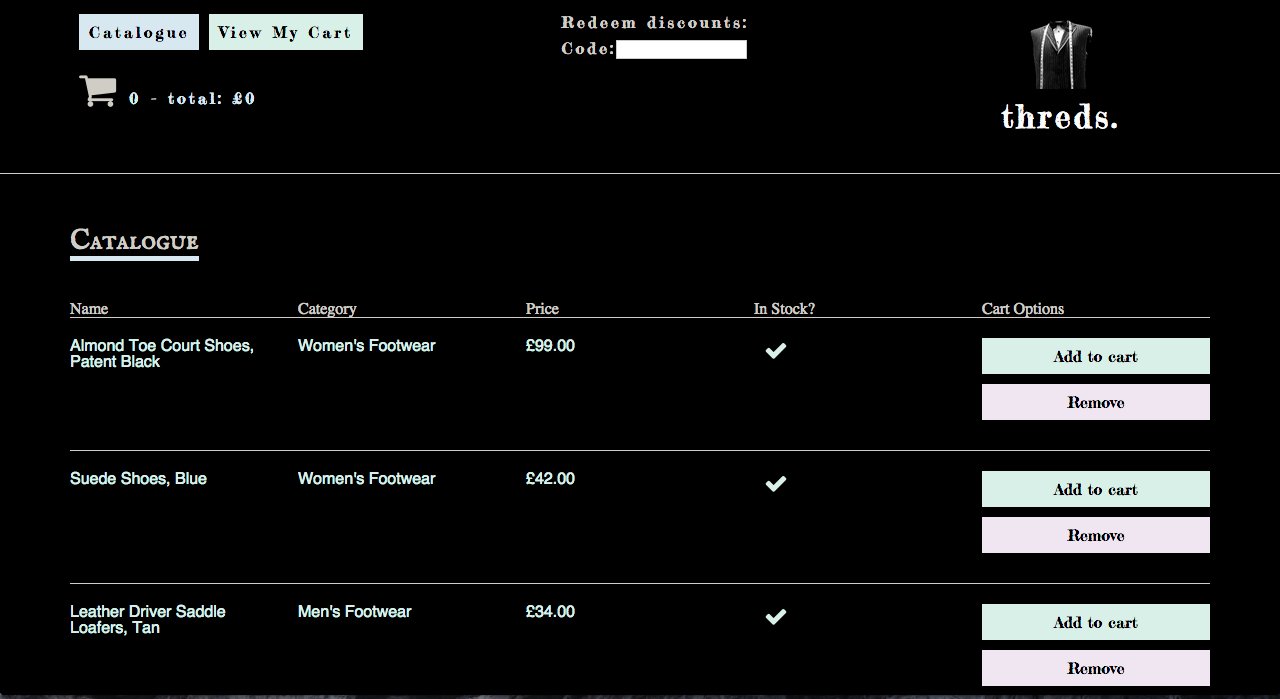 Catalogue View My Cart
Redeem discounts:
Code:
0 - total: £0
threds.
Catalogue
Name Category Price In Stock? Cart Options
Almond Toe Court Shoes, Women's Footwear £99.00 Add to cart
Patent Black
Remove
Suede Shoes, Blue Women's Footwear £42.00 Add to cart
Remove
Leather Driver Saddle Men's Footwear £34.00 Add to cart
Loafers, Tan
Remove